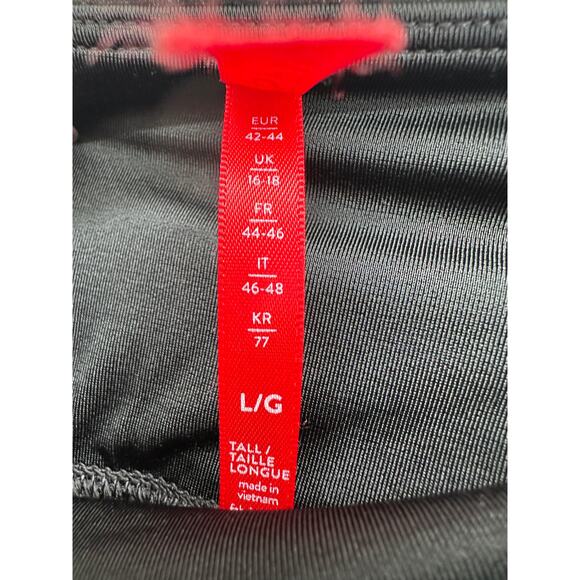 EUR
42-44
UK
16-18
FR
44-46
IT
46-48
KR
77
L/G
TALL/
TAILLE
LONGUE
made in
vietnam